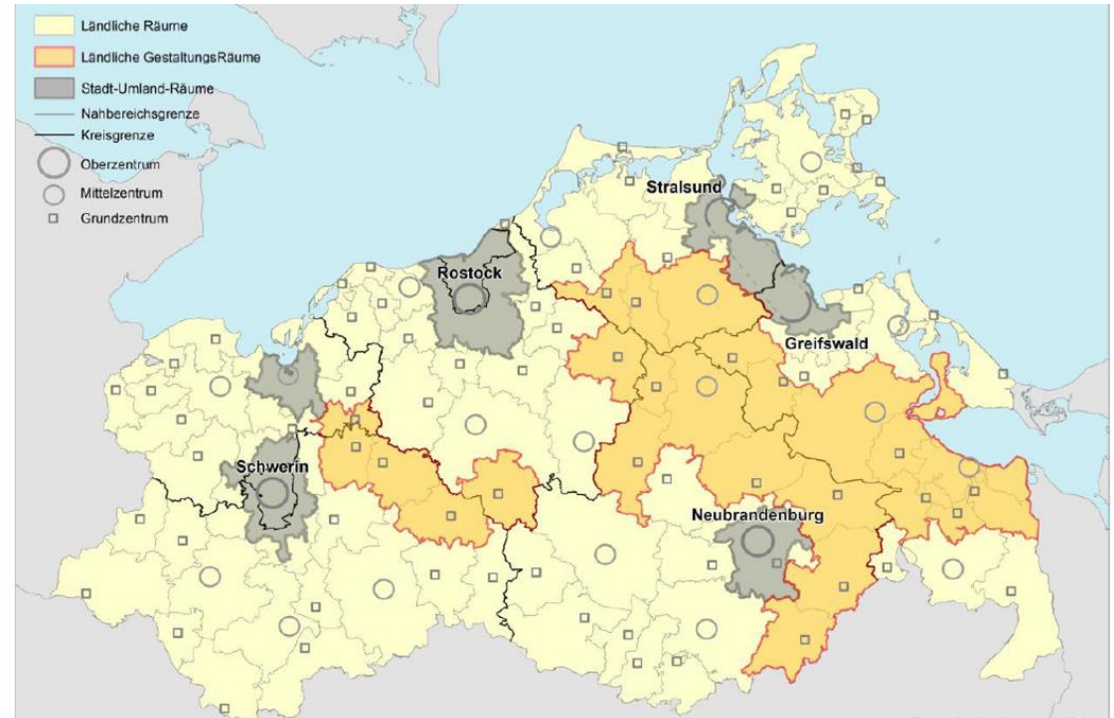 Ländliche Räume
Ländliche GestaltungsRäume
Stadt-Umland-Räume
Nahbereichsgrenze
Kreisgrenze
Oberzentrum
Mittelzentrum
Grundzentrum
Stralsund
Rostock
Greifswald
Schwerin
Neubrandenburg